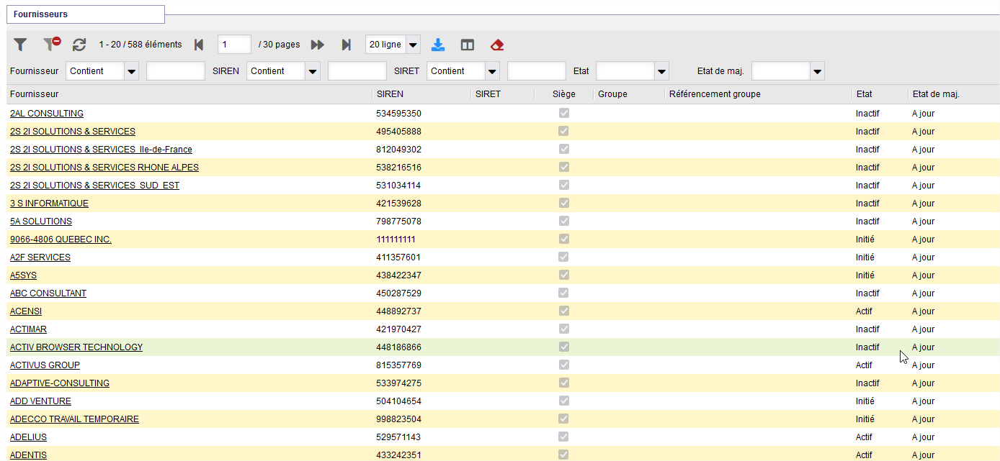 Fournisseurs
1 - 20 / 588 éléments 1 / 30 pages 20 ligne
Fournisseur Contient SIREN Contient SIRET Contient Etat Etat de maj.
Fournisseur SIREN SIRET Siège Groupe Référencement groupe Etat Etat de maj.
2AL CONSULTING 534595350 Inactif A jour
2S 2I SOLUTIONS & SERVICES 495405888 Inactif A jour
2S 2I SOLUTIONS & SERVICES Ile-de-France 812049302 Inactif A jour
2S 2I SOLUTIONS & SERVICES RHONE ALPES 538216516 Inactif A jour
2S 2I SOLUTIONS & SERVICES SUD EST 531034114 Inactif A jour
3 S INFORMATIQUE 421539628 Inactif A jour
5A SOLUTIONS 798775078 Inactif A jour
9066-4806 QUEBEC INC. 111111111 Initié A jour
A2F SERVICES 411357601 Initié A jour
A5SYS 438422347 Initié A jour
ABC CONSULTANT 450287529 Inactif A jour
ACENSI 448892737 Actif A jour
ACTIMAR 421970427 Inactif A jour
ACTIV BROWSER TECHNOLOGY 448186866 Inactif A jour
ACTIVUS GROUP 815357769 Actif A jour
ADAPTIVE-CONSULTING 533974275 Inactif A jour
ADD VENTURE 504104654 Initié A jour
ADECCO TRAVAIL TEMPORAIRE 998823504 Initié A jour
ADELIUS 529571143 Actif A jour
ADENTIS 433242351 Actif A jour